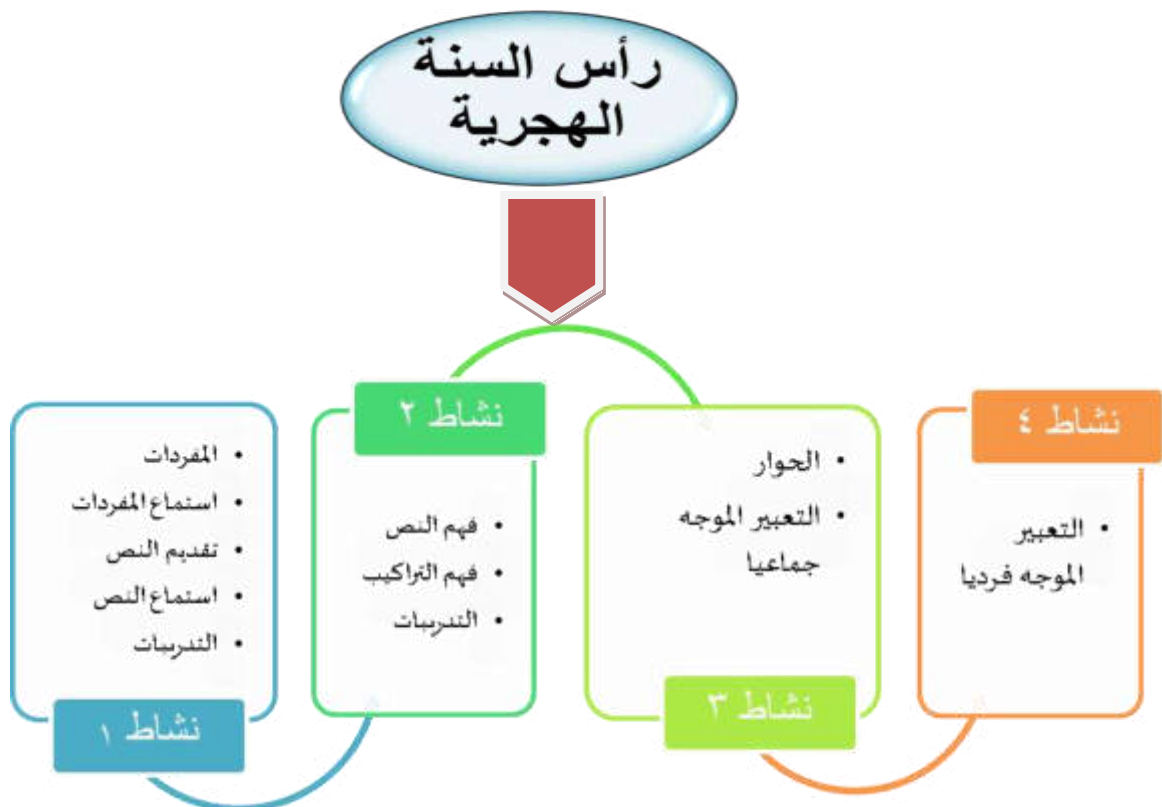 رأس السنة
الهجرية
نشاط ١
• المفردات
• استماع المفردات
• تقديم النص
• استماع النص
• التدريبات
نشاط ٢
• فهم النص
• فهم التراكيب
• التدريبات
نشاط ٣
• الحوار
• التعبير الموجه
جماعيا
نشاط ٤
• التعبير
الموجه فرديا